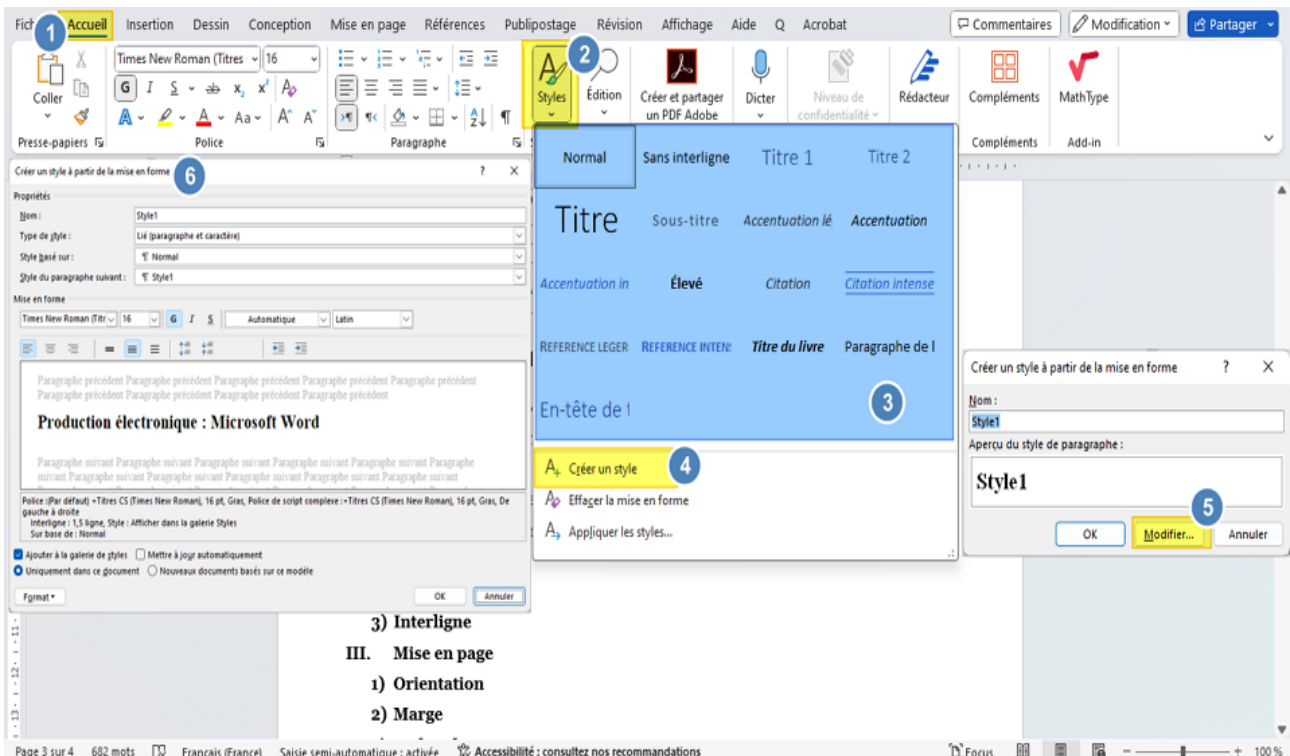 Accueil Insertion Dessin Conception Mise en page Références Publipostage Révision Affichage Aide Q Acrobat Commentaires Modification Partager
1
2
Times New Roman (Titres 16
Coller
G I S ab x₂ x² A
A A Aa A^ Aˇ
Styles
Édition
Créer et partager
un PDF Adobe
Dicter
Niveau de
confidentialité
Rédacteur
Compléments
MathType
Presse-papiers Police Paragraphe Compléments Add-in
Créer un style à partir de la mise en forme ? X
6
Propriétés
Nom : Style1
Type de style : Lié (paragraphe et caractère)
Style basé sur : ¶ Normal
Style du paragraphe suivant : ¶ Style1
Mise en forme
Times New Roman (Titr 16 G I S Automatique Latin
Paragraphe précédent Paragraphe précédent Paragraphe précédent Paragraphe précédent Paragraphe précédent
Paragraphe précédent Paragraphe précédent Paragraphe précédent Paragraphe précédent
Production électronique : Microsoft Word
Paragraphe suivant Paragraphe suivant Paragraphe suivant Paragraphe suivant Paragraphe suivant Paragraphe
suivant Paragraphe suivant Paragraphe suivant Paragraphe suivant Paragraphe suivant Paragraphe suivant
Police :(Par défaut) +Titres CS (Times New Roman), 16 pt, Gras, Police de script complexe : +Titres CS (Times New Roman), 16 pt, Gras, De
gauche à droite
Interligne : 1,5 ligne, Style : Afficher dans la galerie Styles
Sur base de : Normal
Ajouter à la galerie de styles Mettre à jour automatiquement
Uniquement dans ce document Nouveaux documents basés sur ce modèle
Format OK Annuler
Normal Sans interligne Titre 1 Titre 2
Titre Sous-titre Accentuation lé Accentuation
Accentuation in Élevé Citation Citation intense
REFERENCE LEGER REFERENCE INTEN: Titre du livre Paragraphe de l
En-tête de t
3
Créer un style
4
Effacer la mise en forme
Appliquer les styles...
Créer un style à partir de la mise en forme ? X
Nom :
Style1
Aperçu du style de paragraphe :
Style1
5
OK Modifier... Annuler
3) Interligne
III. Mise en page
1) Orientation
2) Marge
Page 3 sur 4 682 mots Français (France) Saisie semi-automatique : activée Accessibilité : consultez nos recommandations Focus 100 %